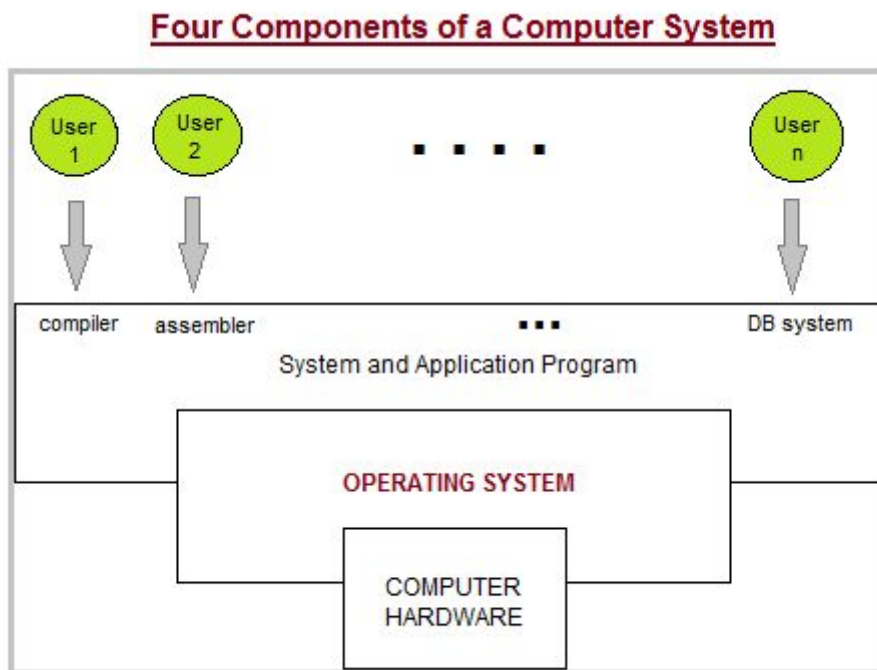 Four Components of a Computer System
User
1
User
2
. . . .
User
n
compiler
assembler
...
DB system
System and Application Program
OPERATING SYSTEM
COMPUTER
HARDWARE